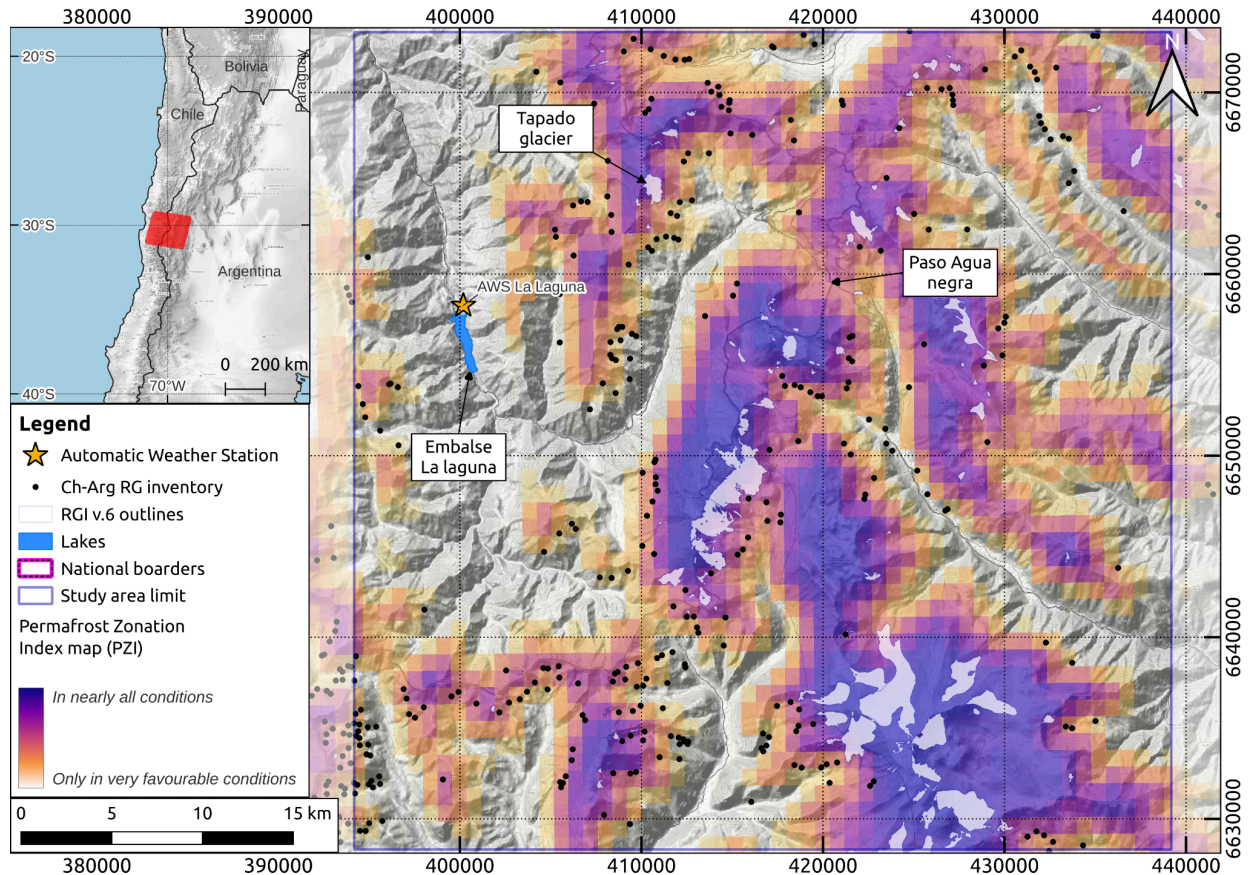 380000
390000
400000
410000
420000
430000
440000
20°S
30°S
40°S
70°W
Bolivia
Paraguay
Chile
Argentina
0 200 km
N
Tapado
glacier
Paso Agua
negra
AWS La Laguna
Embalse
La laguna
6670000
6660000
6650000
6640000
6630000
Legend
Automatic Weather Station
Ch-Arg RG inventory
RGI v.6 outlines
Lakes
National boarders
Study area limit
Permafrost Zonation
Index map (PZI)
In nearly all conditions
Only in very favourable conditions
0 5 10 15 km
380000
390000
400000
410000
420000
430000
440000